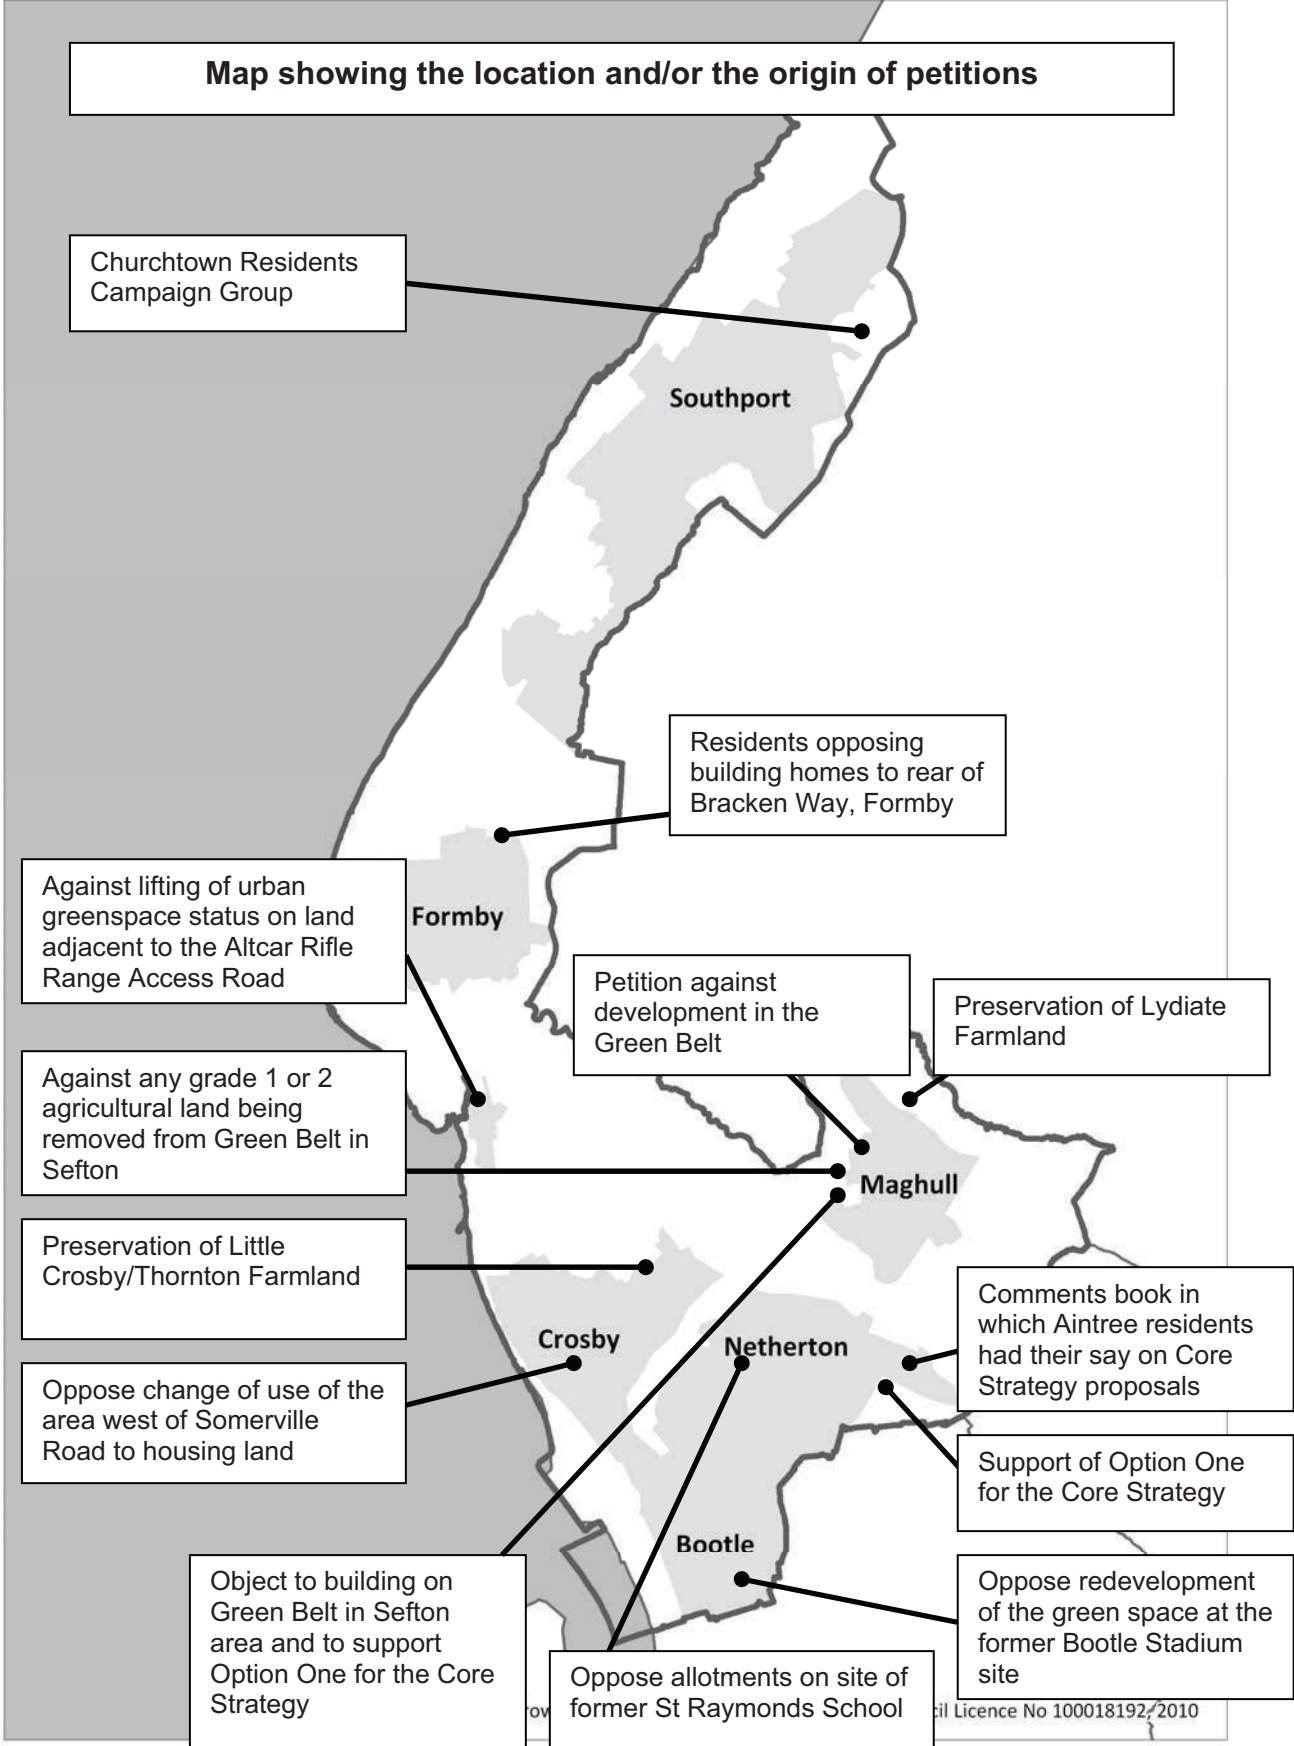 Map showing the location and/or the origin of petitions
Churchtown Residents
Campaign Group
Southport
Residents opposing
building homes to rear of
Bracken Way, Formby
Against lifting of urban
greenspace status on land
adjacent to the Altcar Rifle
Range Access Road
Formby
Petition against
development in the
Green Belt
Preservation of Lydiate
Farmland
Against any grade 1 or 2
agricultural land being
removed from Green Belt in
Sefton
Maghull
Preservation of Little
Crosby/Thornton Farmland
Crosby
Netherton
Comments book in
which Aintree residents
had their say on Core
Strategy proposals
Oppose change of use of the
area west of Somerville
Road to housing land
Support of Option One
for the Core Strategy
Bootle
Object to building on
Green Belt in Sefton
area and to support
Option One for the Core
Strategy
Oppose allotments on site of
former St Raymonds School
Oppose redevelopment
of the green space at the
former Bootle Stadium
site
Licence No 100018192, 2010